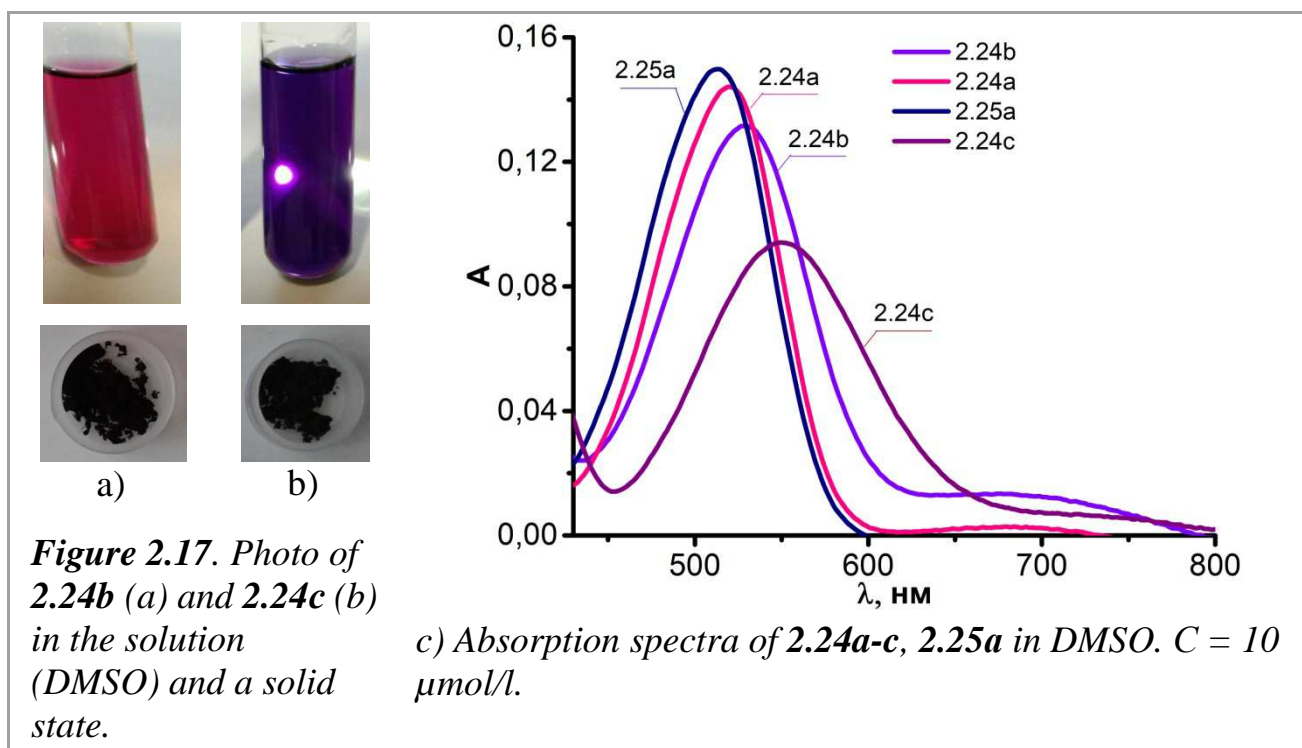 a)
b)
Figure 2.17. Photo of
2.24b (a) and 2.24c (b)
in the solution
(DMSO) and a solid
state.
0,16
0,12
0,08
0,04
0,00
A
2.25a
2.24a
2.24b
2.24c
2.24b
2.24a
2.25a
2.24c
500
600
700
800
λ, нм
c) Absorption spectra of 2.24a-c, 2.25a in DMSO. C = 10
μmol/l.